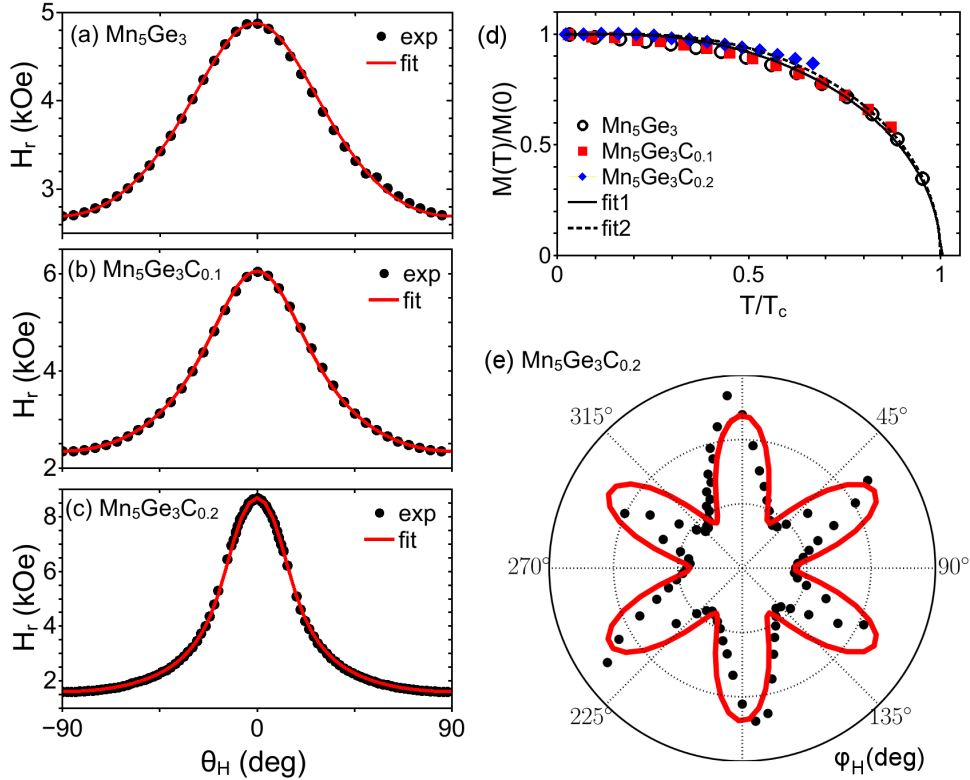 (a) Mn₅Ge₃
exp
fit
5
4
3
2
Hᵣ (kOe)
(b) Mn₅Ge₃C₀.₁
exp
fit
6
4
2
Hᵣ (kOe)
(c) Mn₅Ge₃C₀.₂
exp
fit
8
6
4
2
Hᵣ (kOe)
−90
0
90
θH (deg)
(d)
1
0.5
0
M(T)/M(0)
Mn₅Ge₃
Mn₅Ge₃C₀.₁
Mn₅Ge₃C₀.₂
fit1
fit2
0
0.5
1
T/Tc
(e) Mn₅Ge₃C₀.₂
315°
45°
270°
90°
225°
135°
φH(deg)